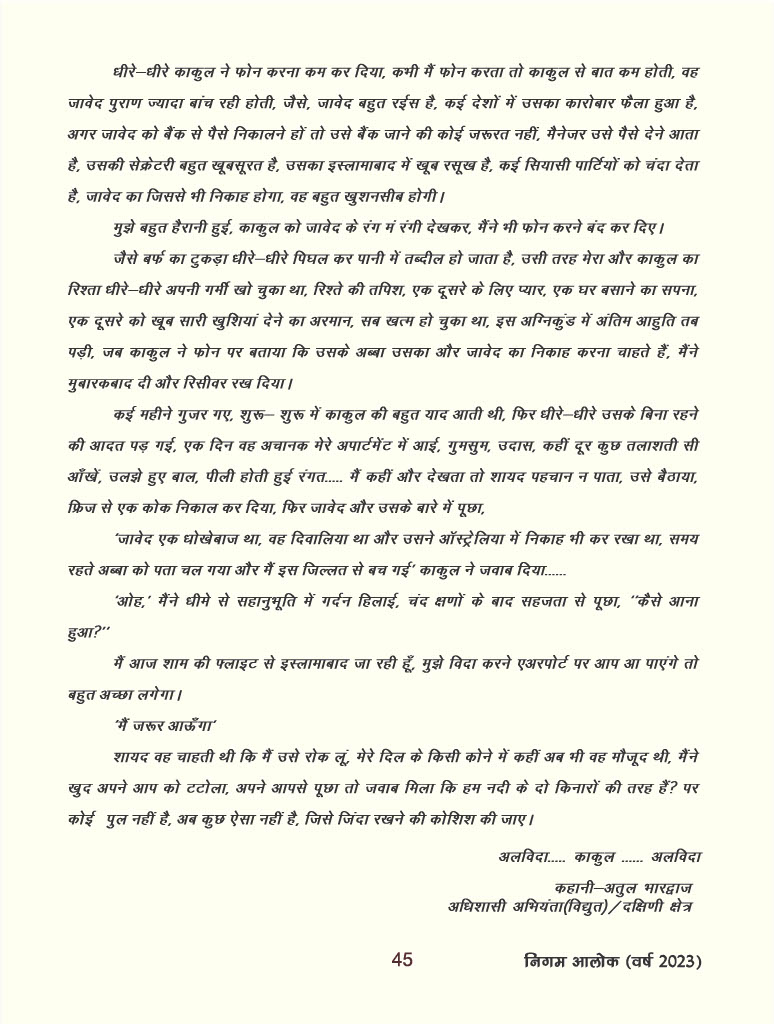 धीरे–धीरे काकुल ने फोन करना कम कर दिया, कभी मैं फोन करता तो काकुल से बात कम होती, वह
जावेद पुराण ज्यादा बांच रही होती, जैसे, जावेद बहुत रईस है, कई देशों में उसका कारोबार फैला हुआ है,
अगर जावेद को बैंक से पैसे निकालने हों तो उसे बैंक जाने की कोई जरूरत नहीं, मैनेजर उसे पैसे देने आता
है, उसकी सेक्रेटरी बहुत खूबसूरत है, उसका इस्लामाबाद में खूब रसूख है, कई सियासी पार्टियों को चंदा देता
है, जावेद का जिससे भी निकाह होगा, वह बहुत खुशनसीब होगी।
मुझे बहुत हैरानी हुई, काकुल को जावेद के रंग मं रंगी देखकर, मैंने भी फोन करने बंद कर दिए।
जैसे बर्फ का टुकड़ा धीरे–धीरे पिघल कर पानी में तब्दील हो जाता है, उसी तरह मेरा और काकुल का
रिश्ता धीरे–धीरे अपनी गर्मी खो चुका था, रिश्ते की तपिश, एक दूसरे के लिए प्यार, एक घर बसाने का सपना,
एक दूसरे को खूब सारी खुशियां देने का अरमान, सब खत्म हो चुका था, इस अग्निकुंड में अंतिम आहुति तब
पड़ी, जब काकुल ने फोन पर बताया कि उसके अब्बा उसका और जावेद का निकाह करना चाहते हैं, मैंने
मुबारकबाद दी और रिसीवर रख दिया।
कई महीने गुजर गए, शुरू– शुरू में काकुल की बहुत याद आती थी, फिर धीरे–धीरे उसके बिना रहने
की आदत पड़ गई, एक दिन वह अचानक मेरे अपार्टमेंट में आई, गुमसुम, उदास, कहीं दूर कुछ तलाशती सी
आँखें, उलझे हुए बाल, पीली होती हुई रंगत..... मैं कहीं और देखता तो शायद पहचान न पाता, उसे बैठाया,
फ्रिज से एक कोक निकाल कर दिया, फिर जावेद और उसके बारे में पूछा,
‘जावेद एक धोखेबाज था, वह दिवालिया था और उसने ऑस्ट्रेलिया में निकाह भी कर रखा था, समय
रहते अब्बा को पता चल गया और मैं इस जिल्लत से बच गई’ काकुल ने जवाब दिया......
‘ओह,’ मैंने धीमे से सहानुभूति में गर्दन हिलाई, चंद क्षणों के बाद सहजता से पूछा, ‘‘कैसे आना
हुआ?’’
मैं आज शाम की फ्लाइट से इस्लामाबाद जा रही हूँ, मुझे विदा करने एअरपोर्ट पर आप आ पाएंगे तो
बहुत अच्छा लगेगा।
‘मैं जरूर आऊँगा’
शायद वह चाहती थी कि मैं उसे रोक लूं, मेरे दिल के किसी कोने में कहीं अब भी वह मौजूद थी, मैंने
खुद अपने आप को टटोला, अपने आपसे पूछा तो जवाब मिला कि हम नदी के दो किनारों की तरह हैं? पर
कोई पुल नहीं है, अब कुछ ऐसा नहीं है, जिसे जिंदा रखने की कोशिश की जाए।
अलविदा..... काकुल ...... अलविदा
कहानी–अतुल भारद्वाज
अधिशासी अभियंता(विद्युत)/दक्षिणी क्षेत्र
45 निगम आलोक (वर्ष 2023)